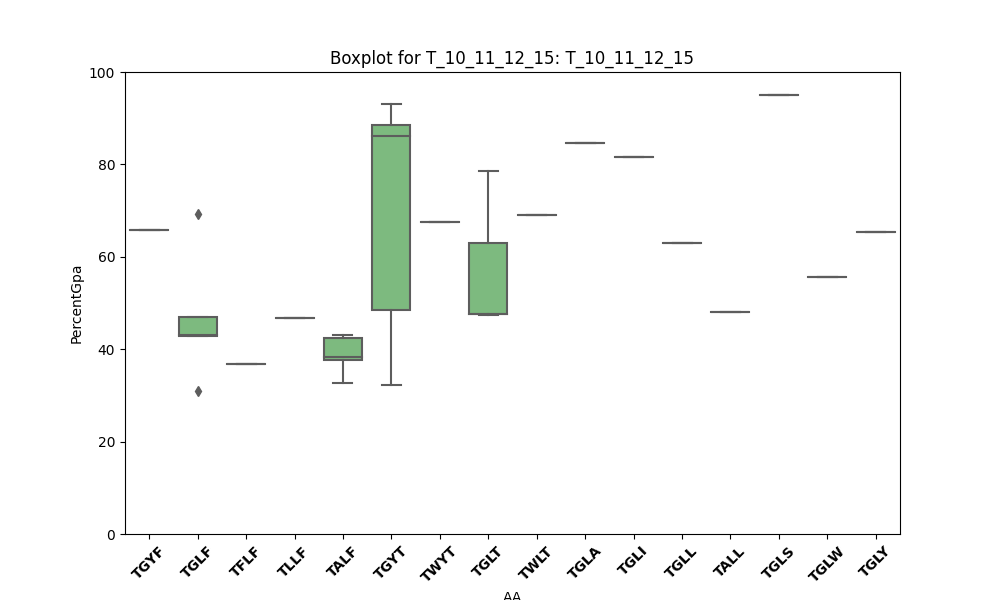 Boxplot for T_10_11_12_15: T_10_11_12_15
100
80
60
40
20
0
PercentGpa
TGYF TGLF TFLF TLLF TALF TGYT TWYT TGLT TWLT TGLA TGLI TGLL TALL TGLS TGLW TGLY
AA